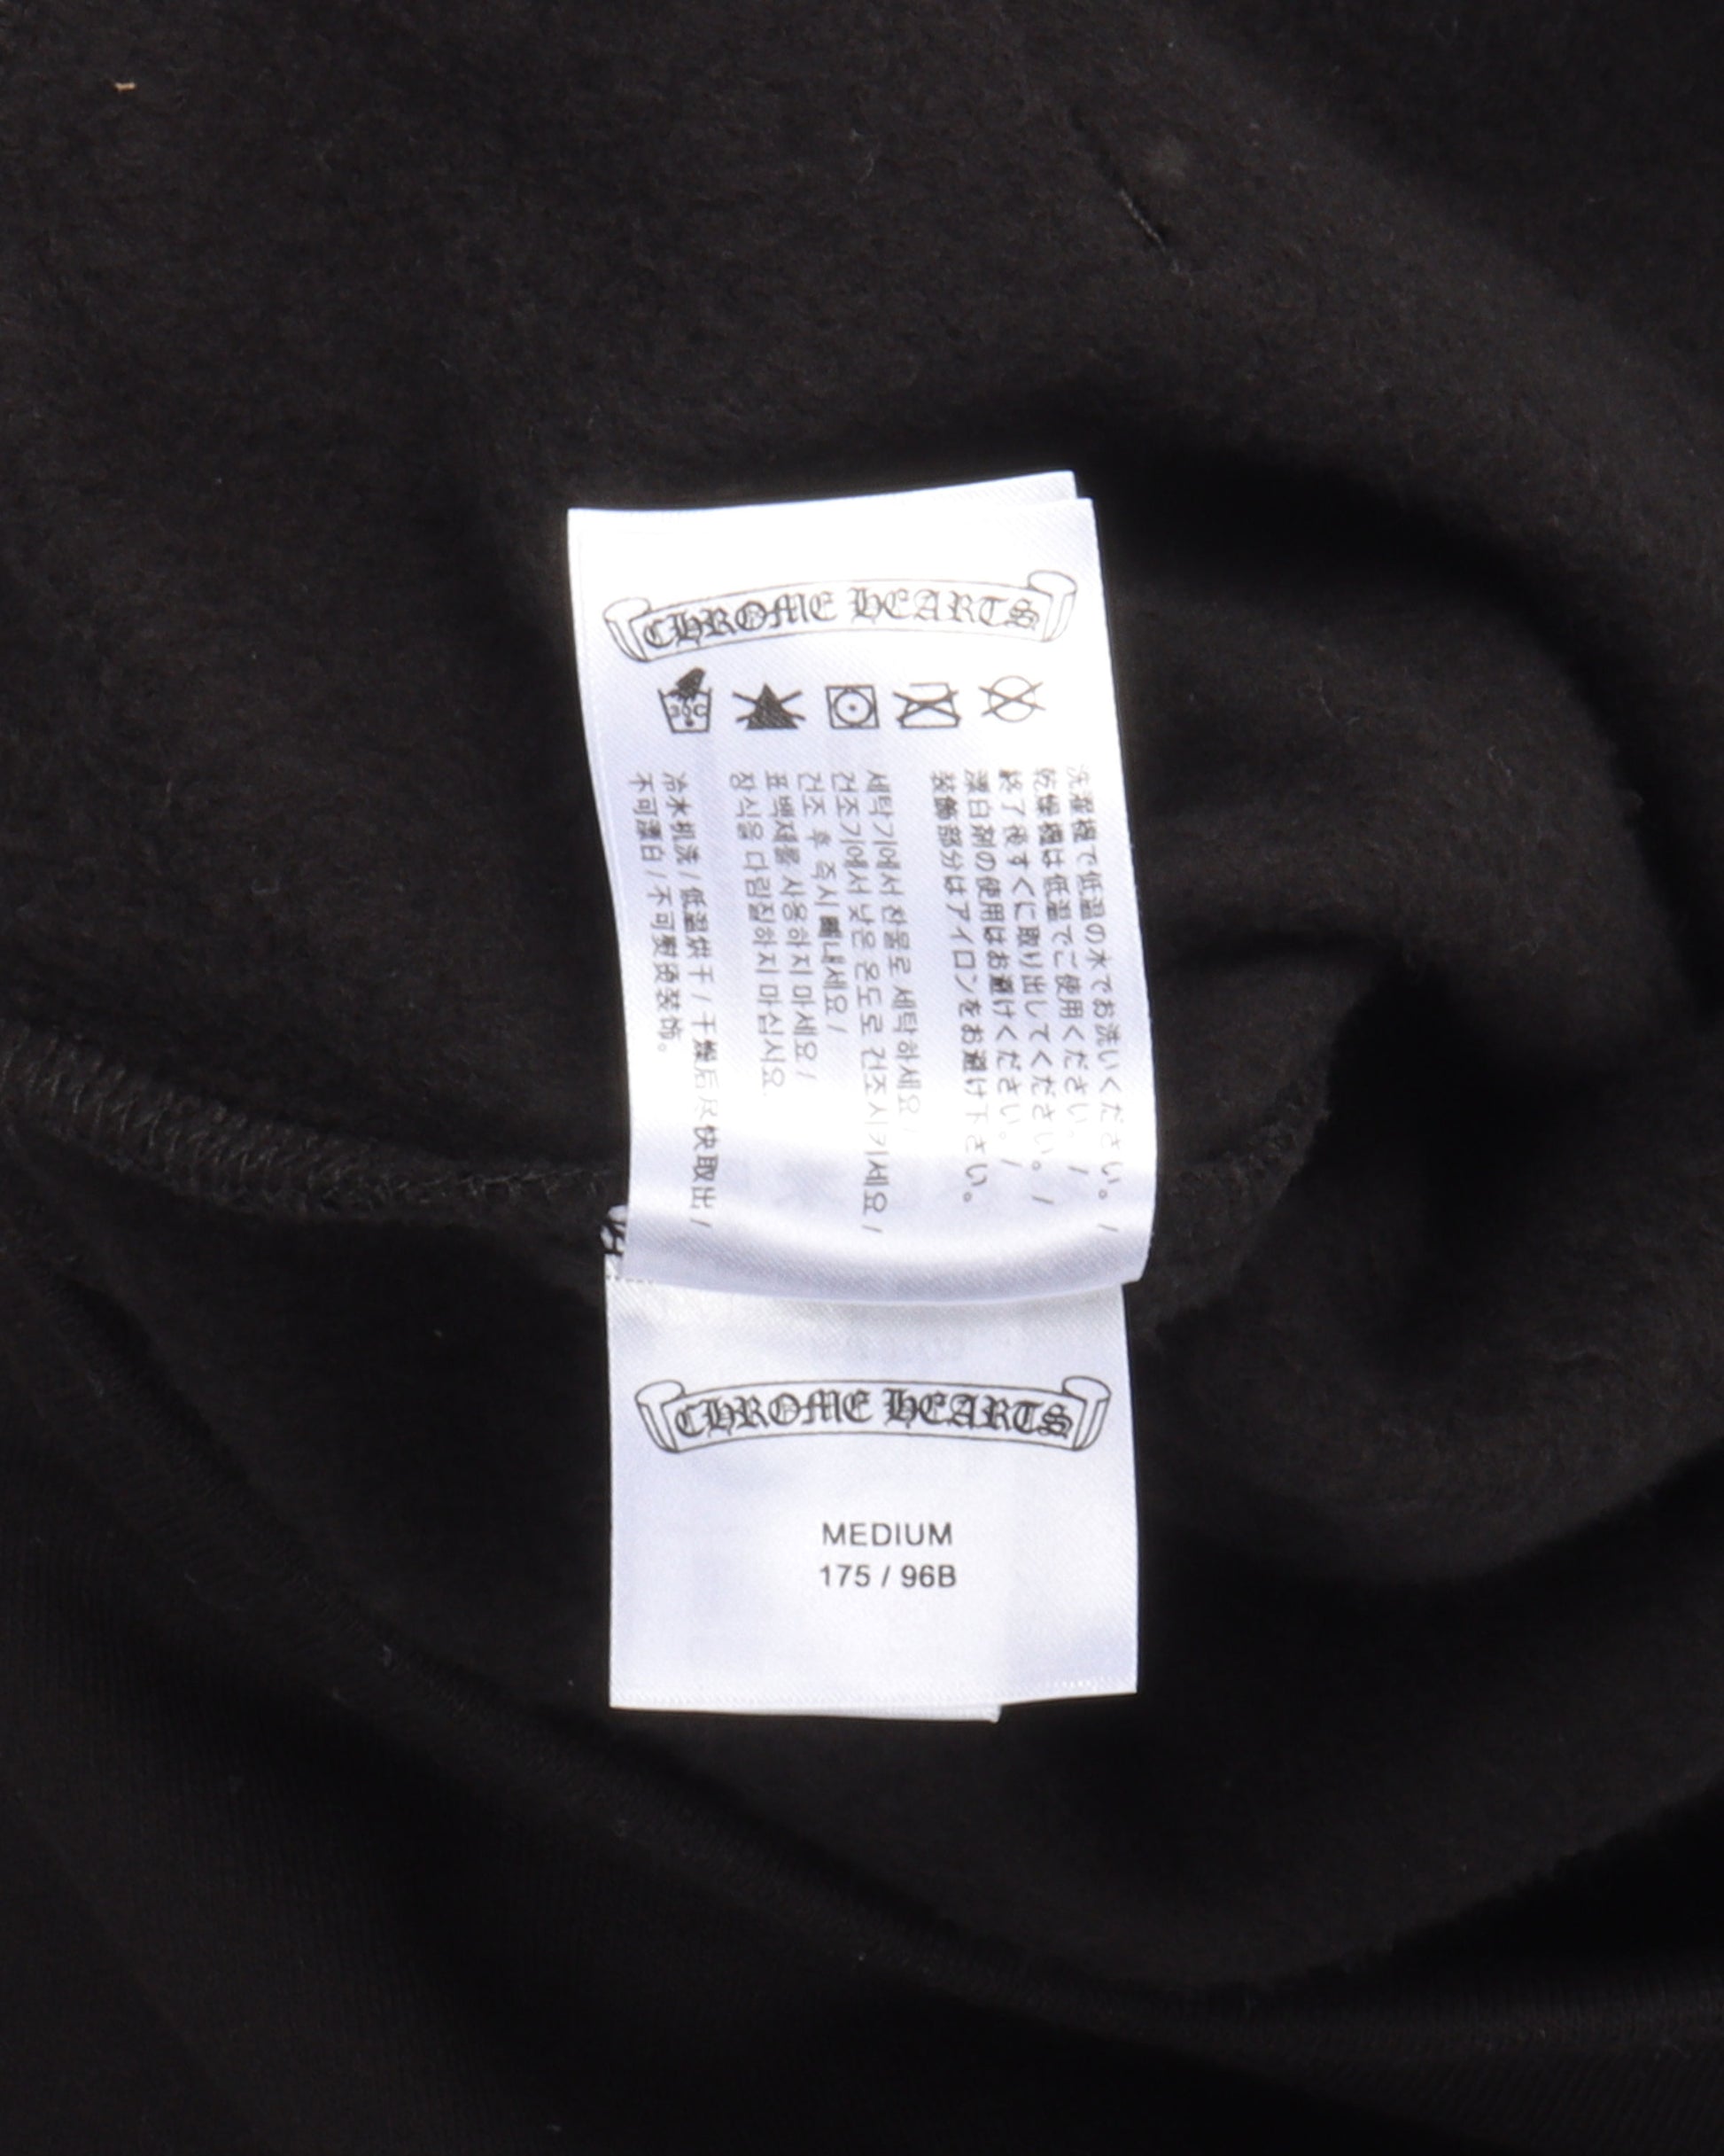 CHROME HEARTS
30C
洗濯機で低温の水でお洗いください。/
乾燥機は低温でご使用ください。/
終了後すぐに取り出してください。/
漂白剤の使用はお避けください。/
装飾部分はアイロンをお避け下さい。
세탁기에서 찬물로 세탁하세요/
건조기에서 낮은 온도로 건조시키세요/
건조 후 즉시 빼내세요/
표백제를 사용하지 마세요/
장식을 다림질하지 마십시요.
冷水机洗/低温烘干/干燥后尽快取出/
不可漂白/不可熨烫装饰。
CHROME HEARTS
MEDIUM
175 / 96B